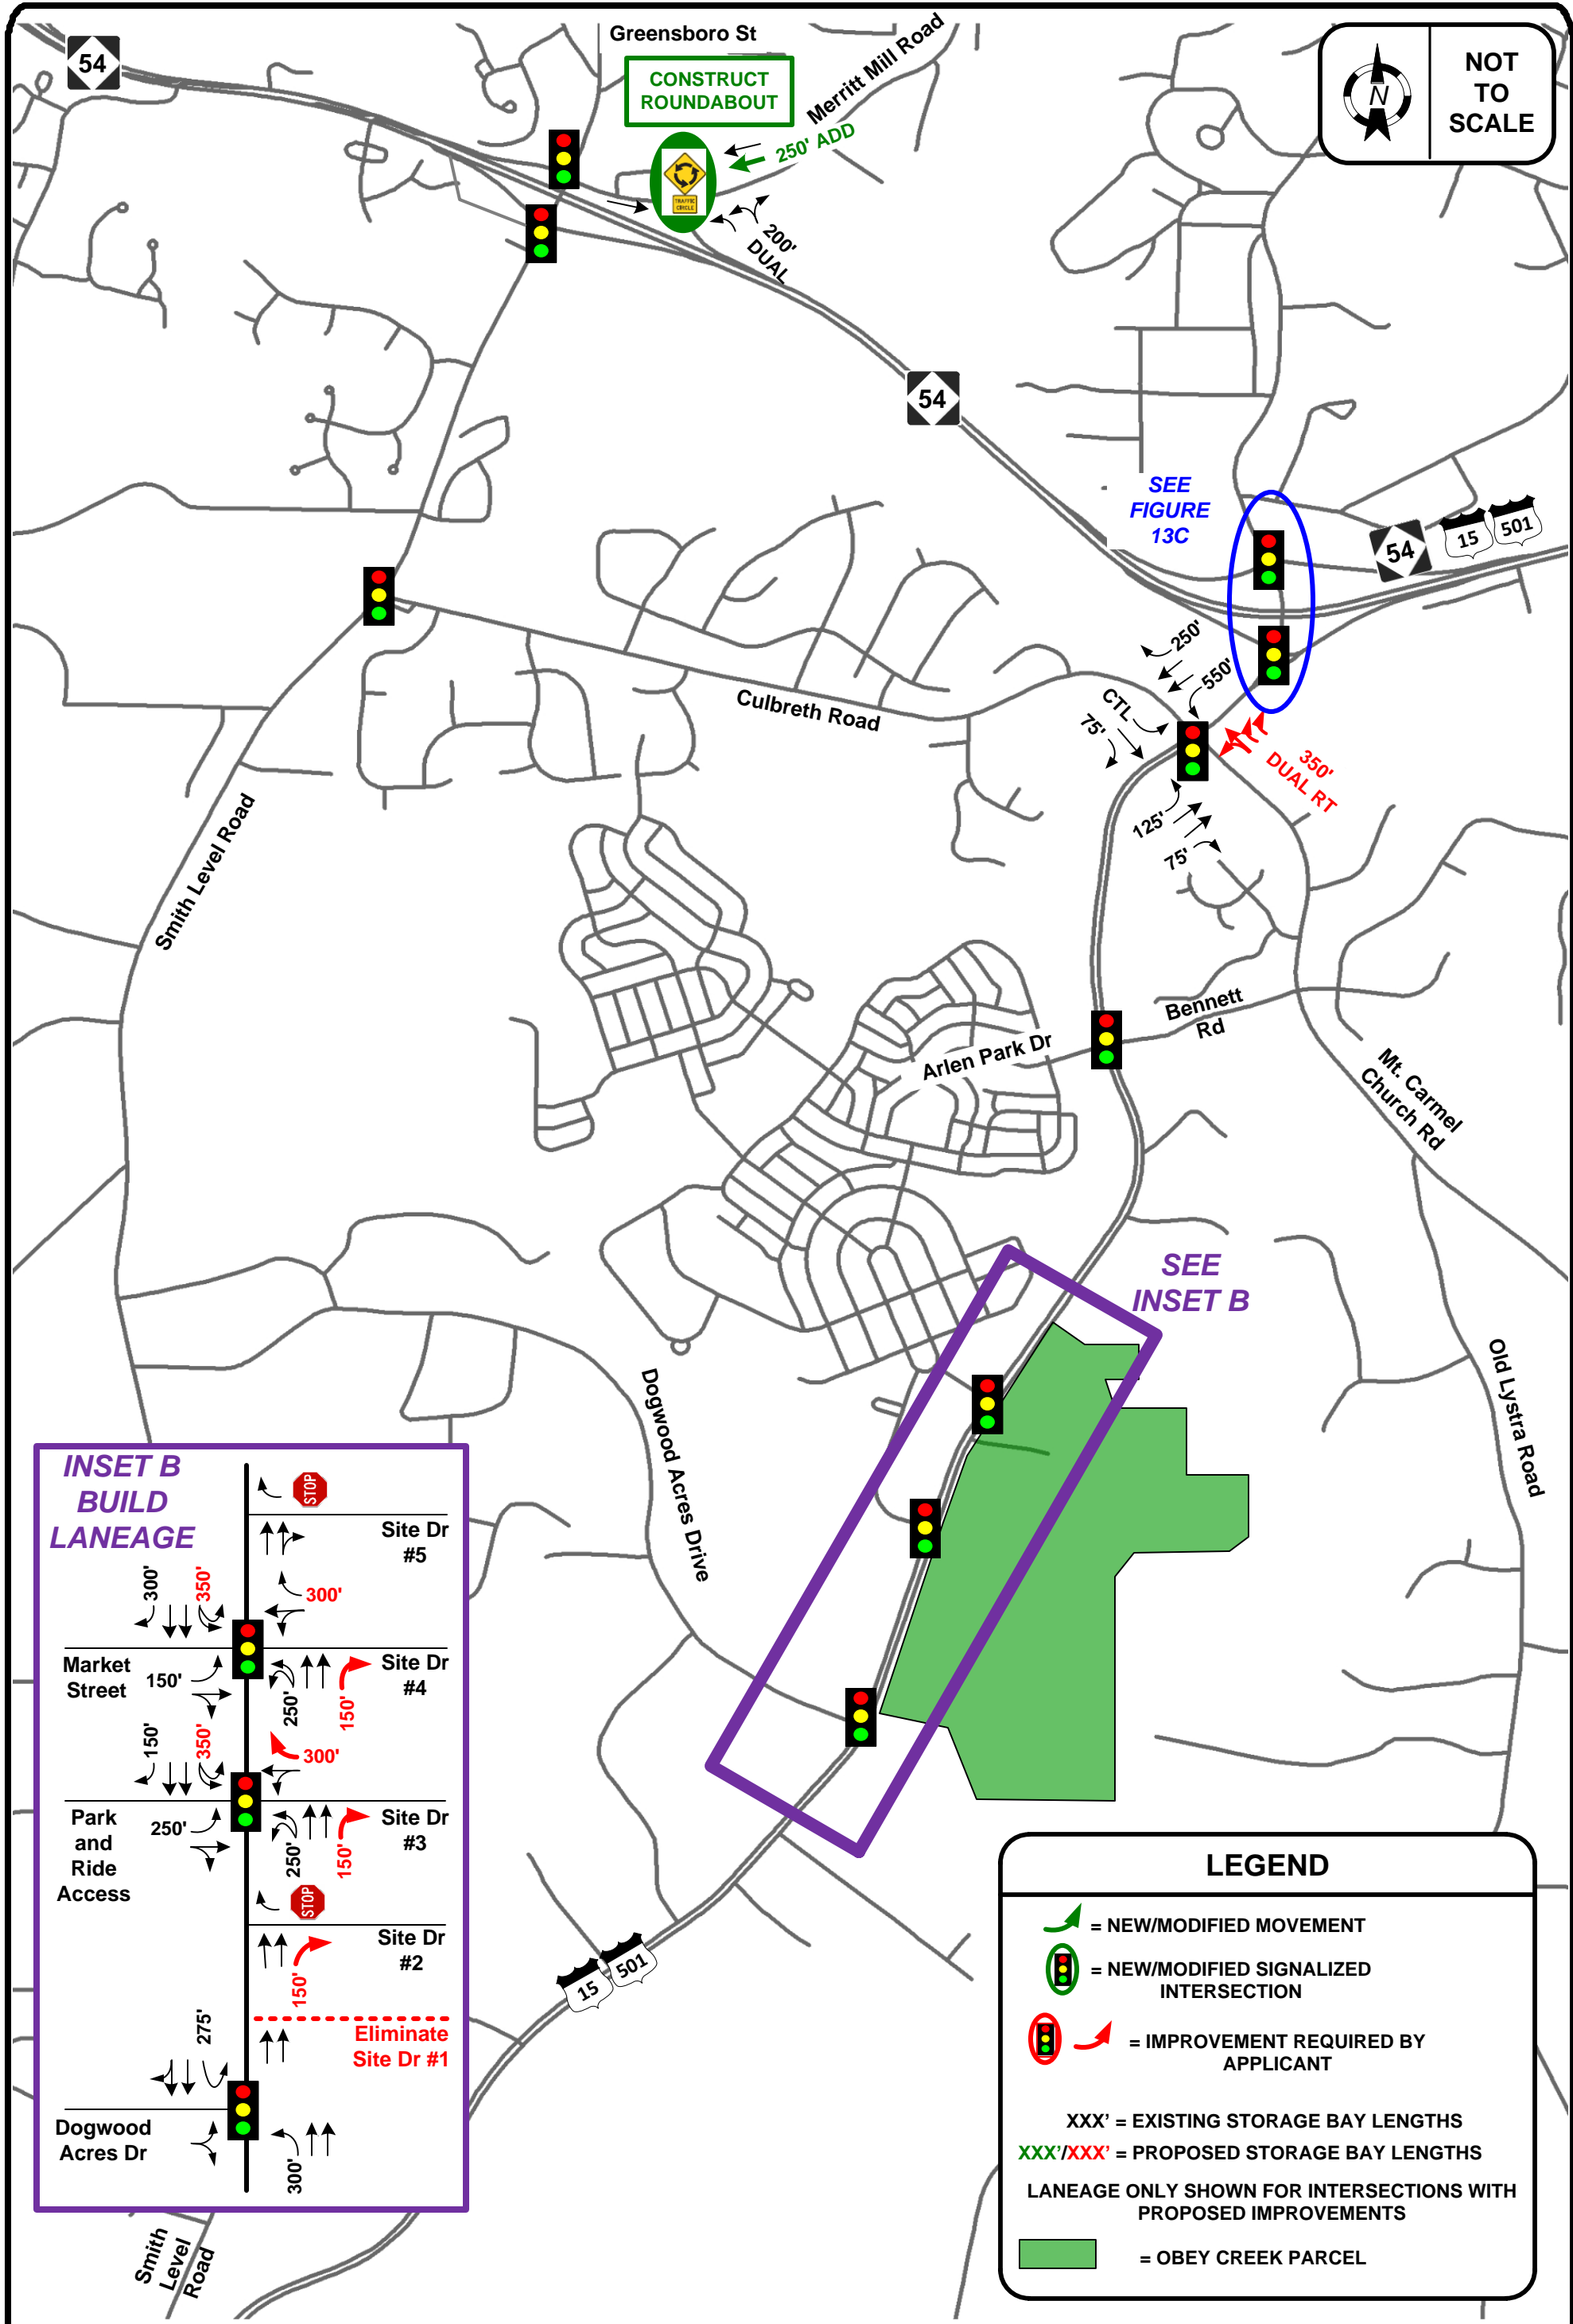 54
Greensboro St
CONSTRUCT
ROUNDABOUT
Merritt Mill Road
250' ADD
TRAFFIC
CIRCLE
200'
DUAL
N
NOT
TO
SCALE
54
SEE
FIGURE
13C
54
15
501
250'
550'
CTL
75'
350'
DUAL RT
125'
75'
Culbreth Road
Smith Level Road
Bennett
Rd
Arlen Park Dr
Mt. Carmel
Church Rd
SEE
INSET B
Old Lystra Road
Dogwood Acres Drive
15
501
INSET B
BUILD
LANEAGE
STOP
Site Dr
#5
300'
350'
300'
Market
Street
150'
250'
150'
Site Dr
#4
150'
350'
300'
Park
and
Ride
Access
250'
250'
150'
Site Dr
#3
STOP
Site Dr
#2
150'
Eliminate
Site Dr #1
275'
Dogwood
Acres Dr
300'
Smith
Level
Road
LEGEND
= NEW/MODIFIED MOVEMENT
= NEW/MODIFIED SIGNALIZED
INTERSECTION
= IMPROVEMENT REQUIRED BY
APPLICANT
XXX' = EXISTING STORAGE BAY LENGTHS
XXX'/XXX' = PROPOSED STORAGE BAY LENGTHS
LANEAGE ONLY SHOWN FOR INTERSECTIONS WITH
PROPOSED IMPROVEMENTS
= OBEY CREEK PARCEL